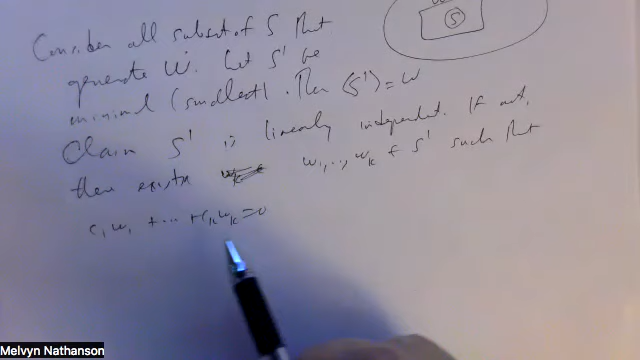 Consider all subset of S that
generate W. Let S' be
minimal (smallest). Then ⟨S'⟩ = W
Claim S' is linearly independent. If not,
then exists w₁, ..., wₖ ∈ S' such that
c₁w₁ + ... + cₖwₖ = 0
W
S
Melvyn Nathanson